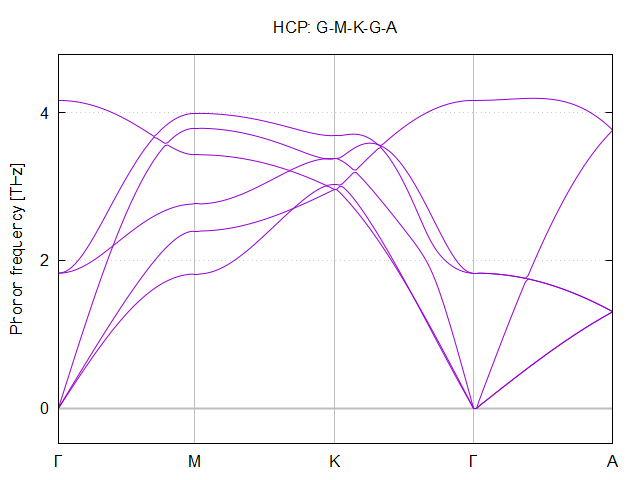 HCP: G-M-K-G-A
Phonon frequency [THz]
4
2
0
Γ M K Γ A